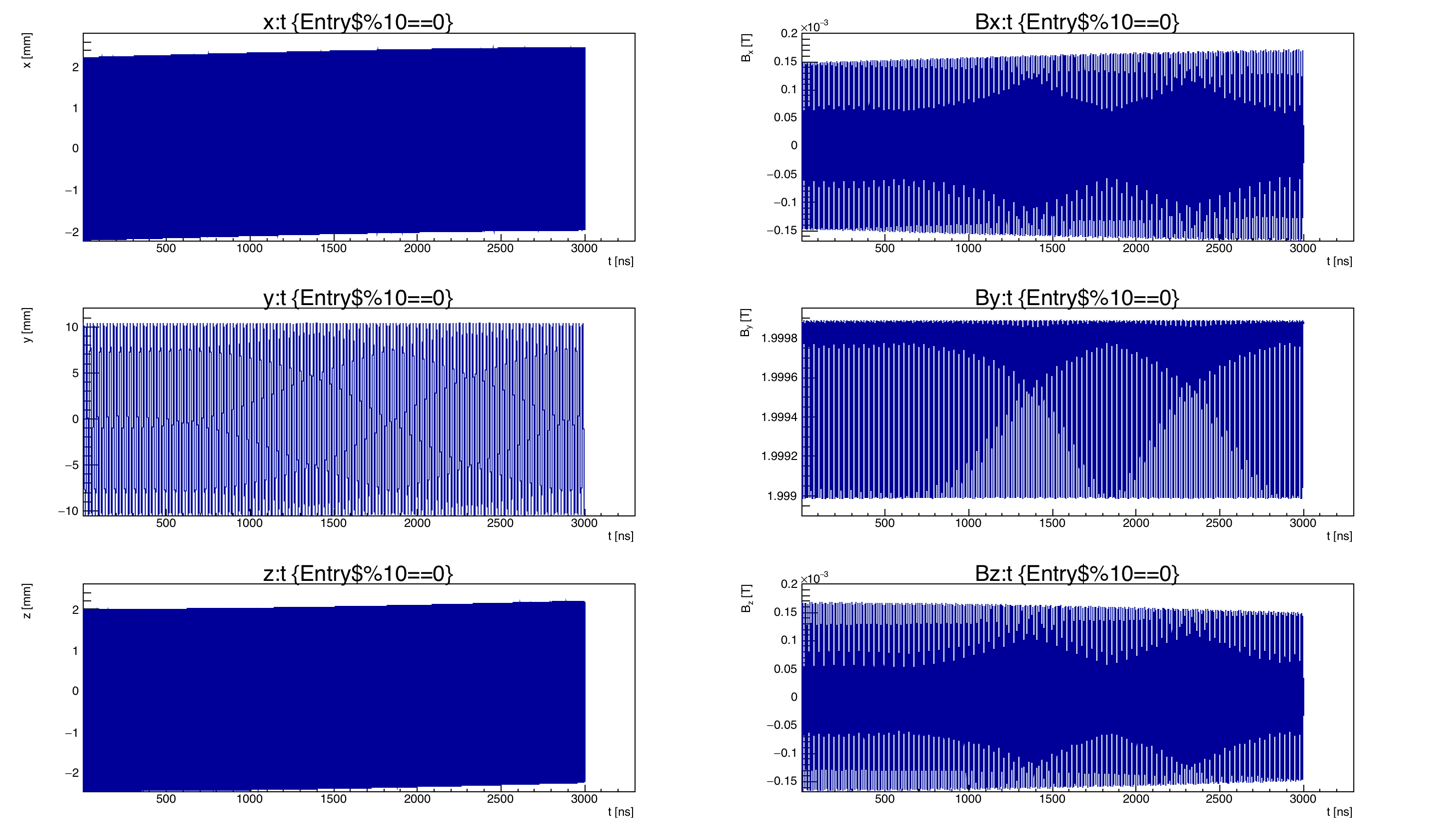 x:t {Entry$%10==0}
x [mm]
2
1
0
−1
−2
500 1000 1500 2000 2500 3000
t [ns]
Bx:t {Entry$%10==0}
×10−3
Bx [T]
0.2
0.15
0.1
0.05
0
−0.05
−0.1
−0.15
500 1000 1500 2000 2500 3000
t [ns]
y:t {Entry$%10==0}
y [mm]
10
5
0
−5
−10
500 1000 1500 2000 2500 3000
t [ns]
By:t {Entry$%10==0}
By [T]
1.9998
1.9996
1.9994
1.9992
1.999
500 1000 1500 2000 2500 3000
t [ns]
z:t {Entry$%10==0}
z [mm]
2
1
0
−1
−2
500 1000 1500 2000 2500 3000
t [ns]
Bz:t {Entry$%10==0}
×10−3
Bz [T]
0.2
0.15
0.1
0.05
0
−0.05
−0.1
−0.15
500 1000 1500 2000 2500 3000
t [ns]